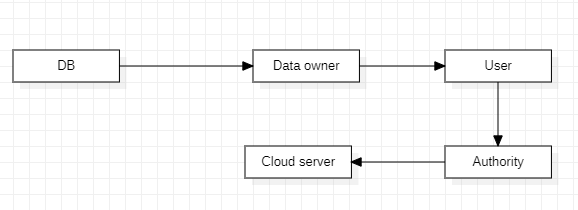 DB
Data owner
User
Cloud server
Authority